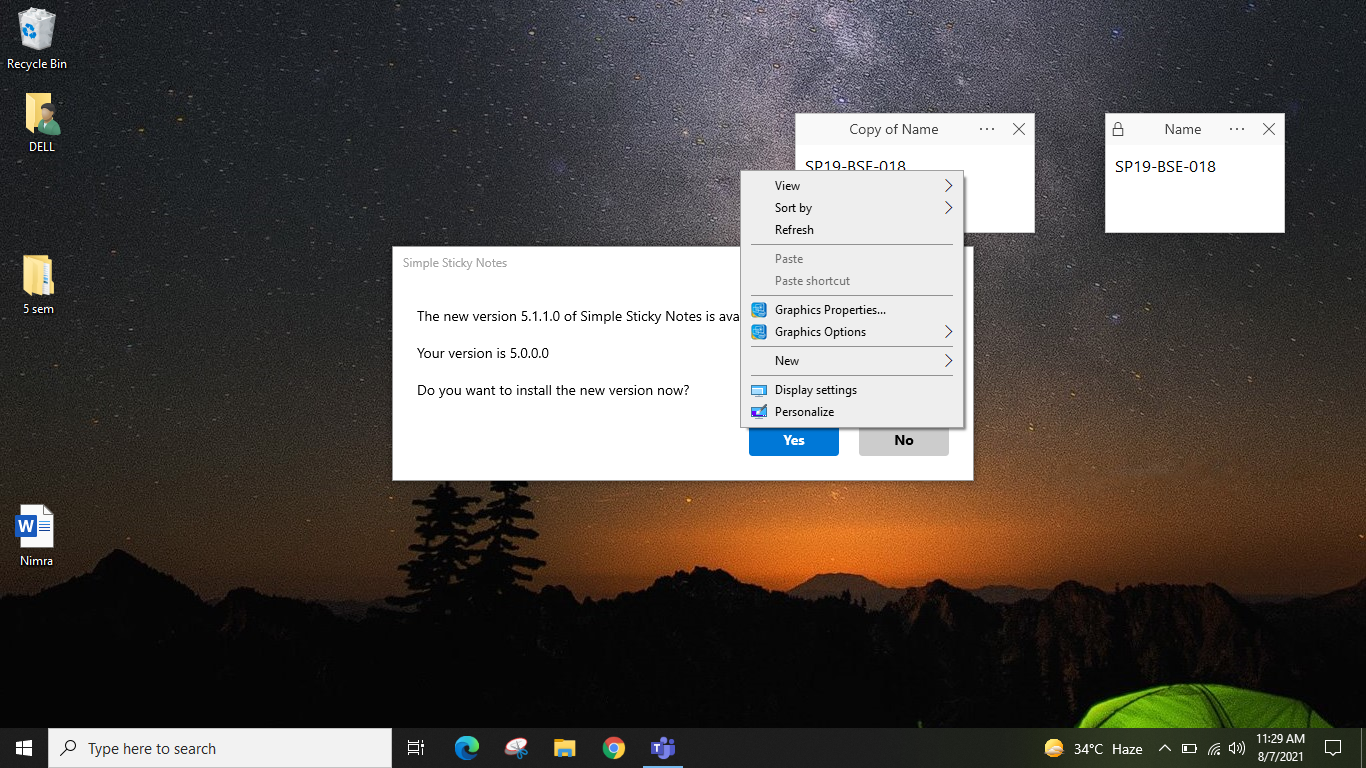 Recycle Bin
DELL
5 sem
Nimra
Copy of Name
SP19-BSE-018
Name
SP19-BSE-018
Simple Sticky Notes
The new version 5.1.1.0 of Simple Sticky Notes is ava
Your version is 5.0.0.0
Do you want to install the new version now?
Yes
No
View
Sort by
Refresh
Paste
Paste shortcut
Graphics Properties...
Graphics Options
New
Display settings
Personalize
Type here to search
34°C Haze
11:29 AM
8/7/2021